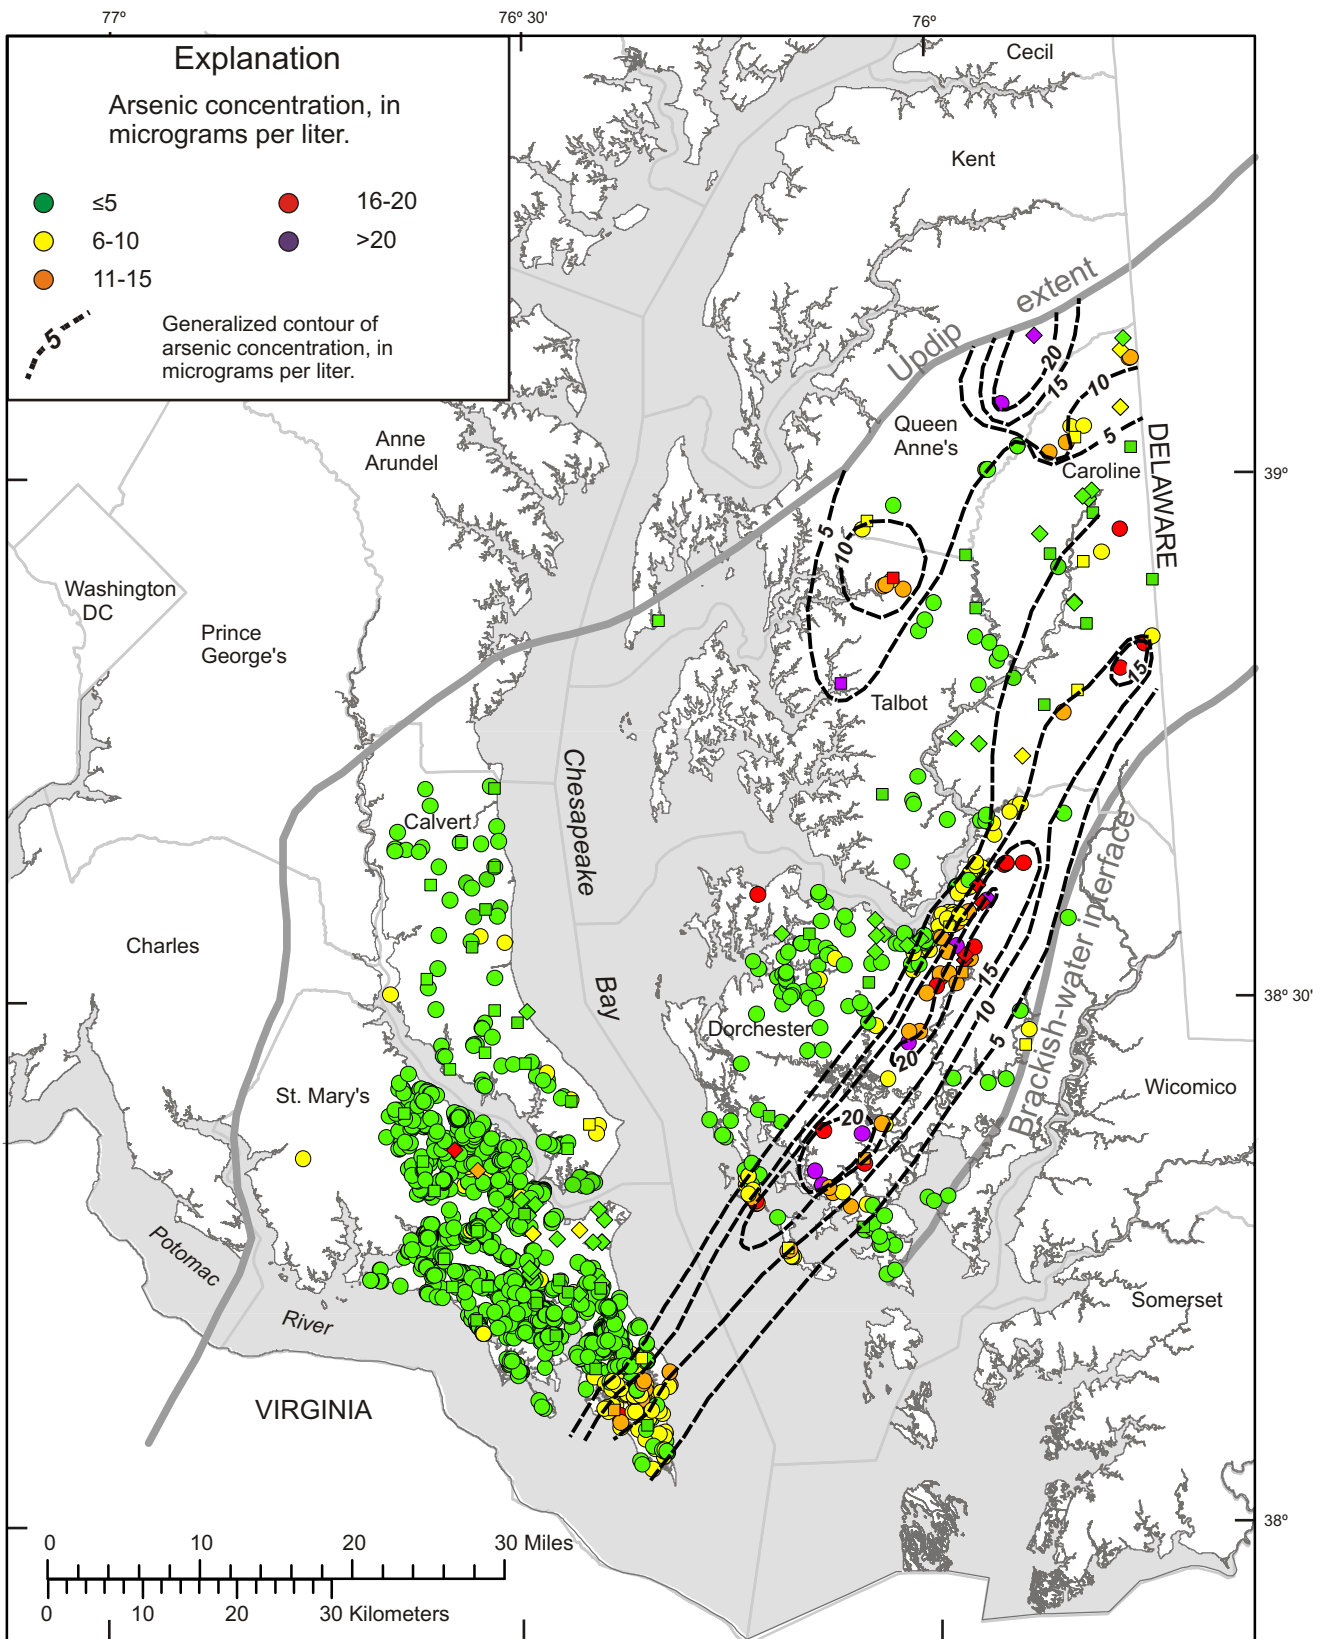 77°
76° 30'
76°
Explanation
Arsenic concentration, in
micrograms per liter.
≤5
16-20
6-10
>20
11-15
5
Generalized contour of
arsenic concentration, in
micrograms per liter.
Cecil
Kent
Updip extent
20
15
10
5
Queen
Anne's
Caroline
DELAWARE
39°
Anne
Arundel
5
10
Washington
DC
Prince
George's
15
Talbot
Chesapeake
Bay
Calvert
Charles
Brackish-water interface
15
10
5
20
38° 30'
Dorchester
St. Mary's
Wicomico
20
Potomac
River
Somerset
VIRGINIA
38°
0 10 20 30 Miles
0 10 20 30 Kilometers